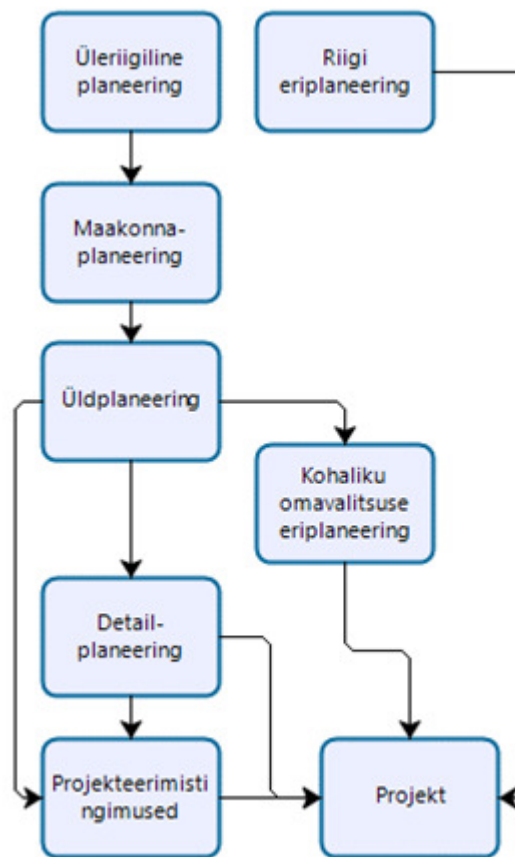 Üleriigiline
planeering
Riigi
eriplaneering
Maakonna-
planeering
Üldplaneering
Kohaliku
omavalitsuse
eriplaneering
Detail-
planeering
Projekteerimisti
ngimused
Projekt